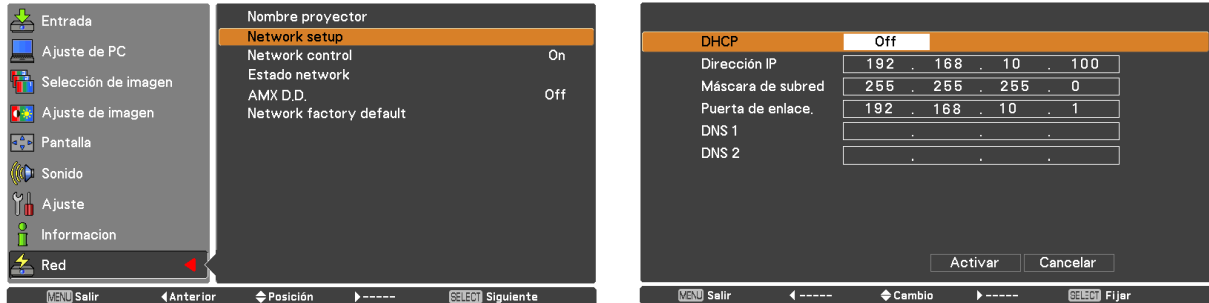 Entrada
Ajuste de PC
Selección de imagen
Ajuste de imagen
Pantalla
Sonido
Ajuste
Informacion
Red
Nombre proyector
Network setup
Network control On
Estado network
AMX D.D. Off
Network factory default
MENU Salir Anterior Posición ----- SELECT Siguiente
DHCP Off
Dirección IP 192 . 168 . 10 . 100
Máscara de subred 255 . 255 . 255 . 0
Puerta de enlace. 192 . 168 . 10 . 1
DNS 1 . . .
DNS 2 . . .
Activar Cancelar
MENU Salir ----- Cambio ----- SELECT Fijar